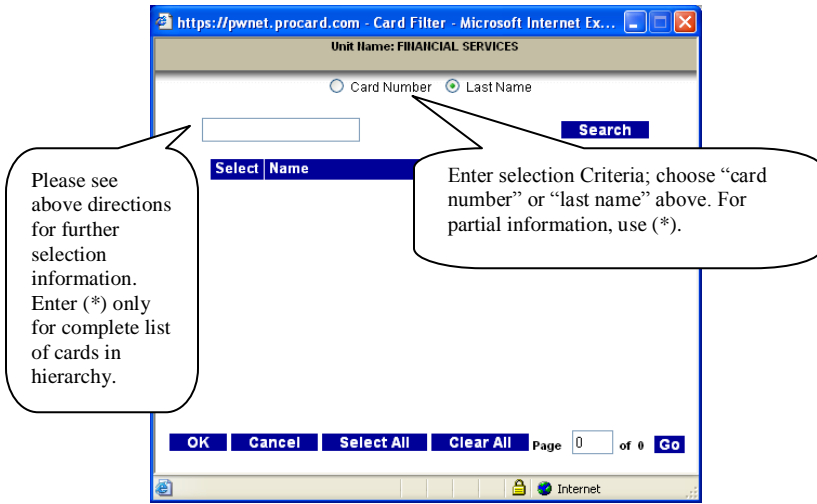 https://pwnet.procard.com - Card Filter - Microsoft Internet Ex...
Unit Name: FINANCIAL SERVICES
Card Number Last Name
Search
Select Name
Please see
above directions
for further
selection
information.
Enter (*) only
for complete list
of cards in
hierarchy.
Enter selection Criteria; choose “card
number” or “last name” above. For
partial information, use (*).
OK Cancel Select All Clear All Page 0 of 0 Go
Internet